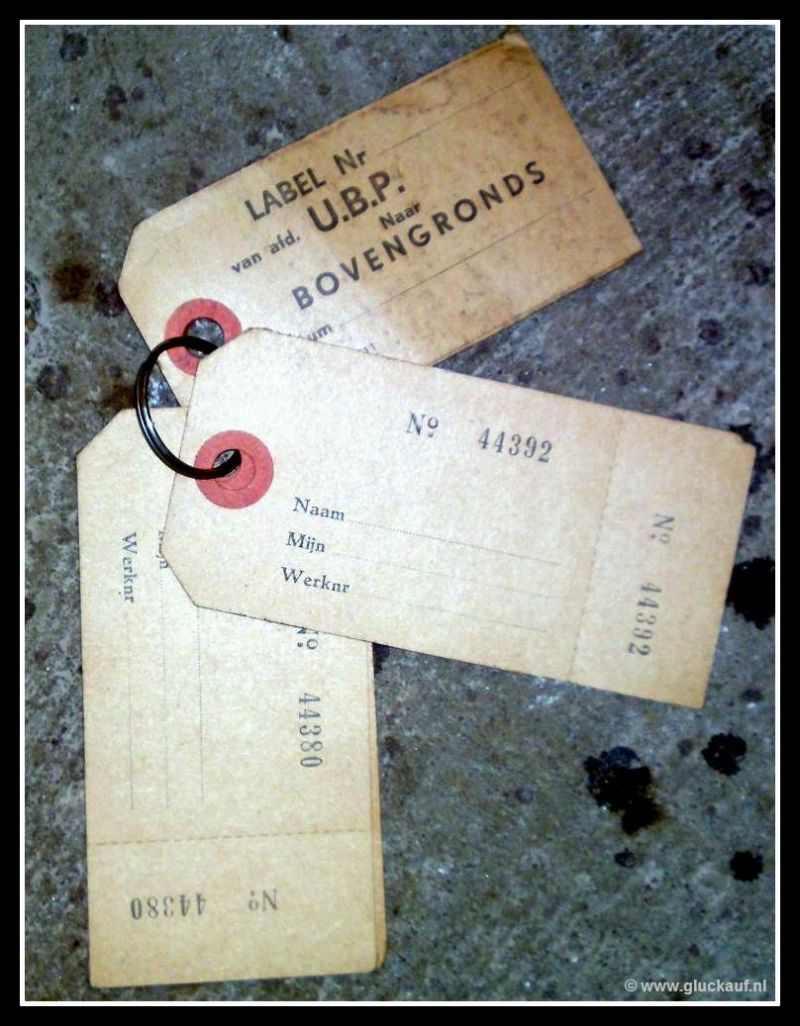 LABEL Nr
van afd. U.B.P.
Naar
BOVENGRONDS
Nº 44392
Naam
Mijn
Werknr
Nº 44392
Werknr
Nº 44380
Nº 44380
© www.gluckauf.nl